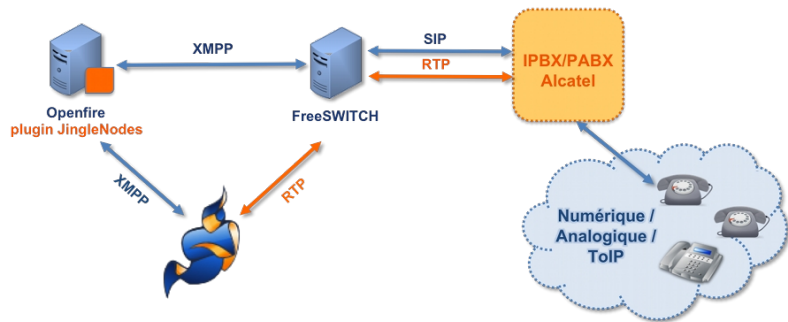 XMPP
SIP
RTP
IPBX/PABX
Alcatel
Openfire
plugin JingleNodes
FreeSWITCH
XMPP
RTP
Numérique /
Analogique /
ToIP